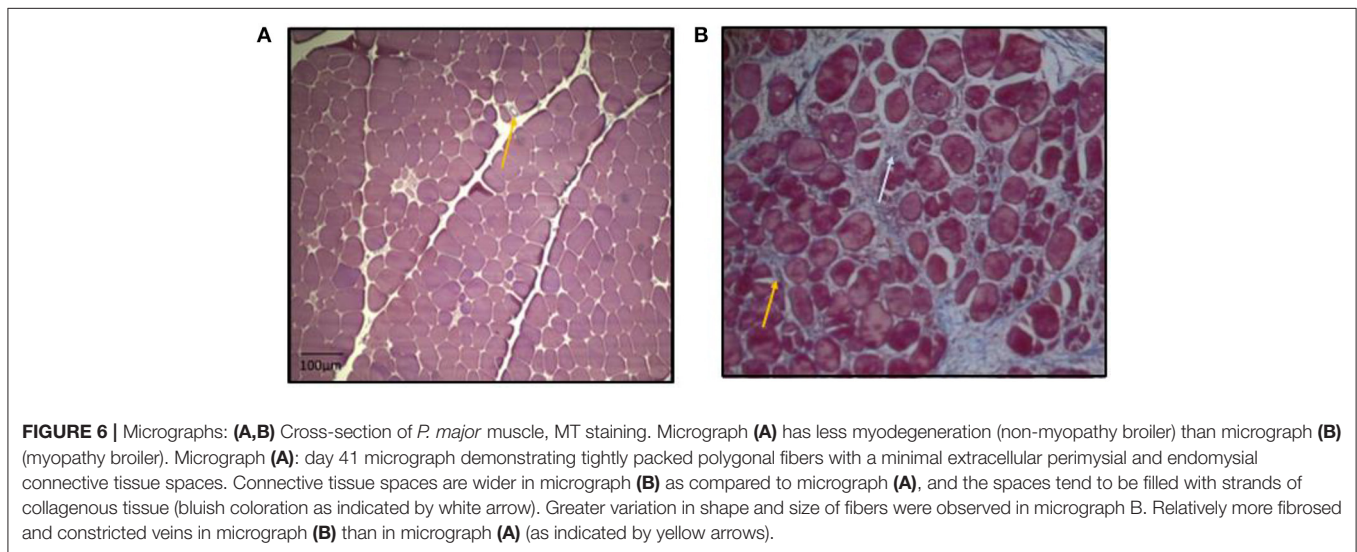 A
B
100µm
FIGURE 6 | Micrographs: (A,B) Cross-section of P. major muscle, MT staining. Micrograph (A) has less myodegeneration (non-myopathy broiler) than micrograph (B)
(myopathy broiler). Micrograph (A): day 41 micrograph demonstrating tightly packed polygonal fibers with a minimal extracellular perimysial and endomysial
connective tissue spaces. Connective tissue spaces are wider in micrograph (B) as compared to micrograph (A), and the spaces tend to be filled with strands of
collagenous tissue (bluish coloration as indicated by white arrow). Greater variation in shape and size of fibers were observed in micrograph B. Relatively more fibrosed
and constricted veins in micrograph (B) than in micrograph (A) (as indicated by yellow arrows).